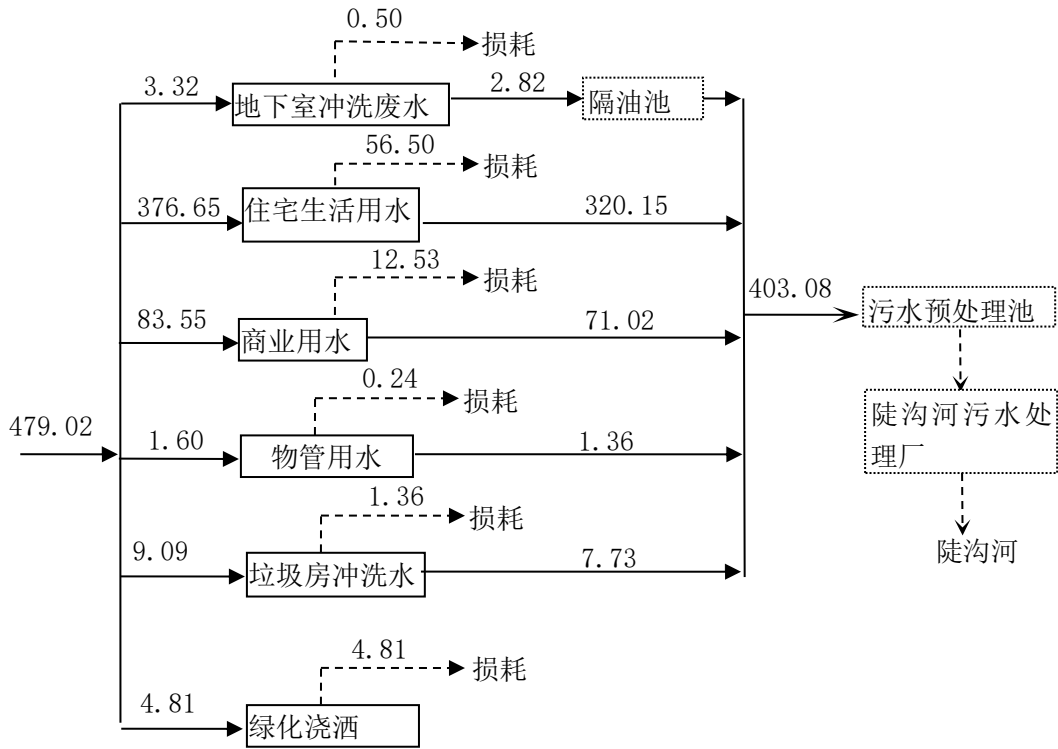 0.50
损耗
3.32
地下室冲洗废水
2.82
隔油池
56.50
损耗
376.65
住宅生活用水
320.15
12.53
损耗
83.55
商业用水
71.02
403.08
污水预处理池
0.24
损耗
479.02
1.60
物管用水
1.36
陡沟河污水处
理厂
1.36
损耗
9.09
垃圾房冲洗水
7.73
陡沟河
4.81
损耗
4.81
绿化浇洒